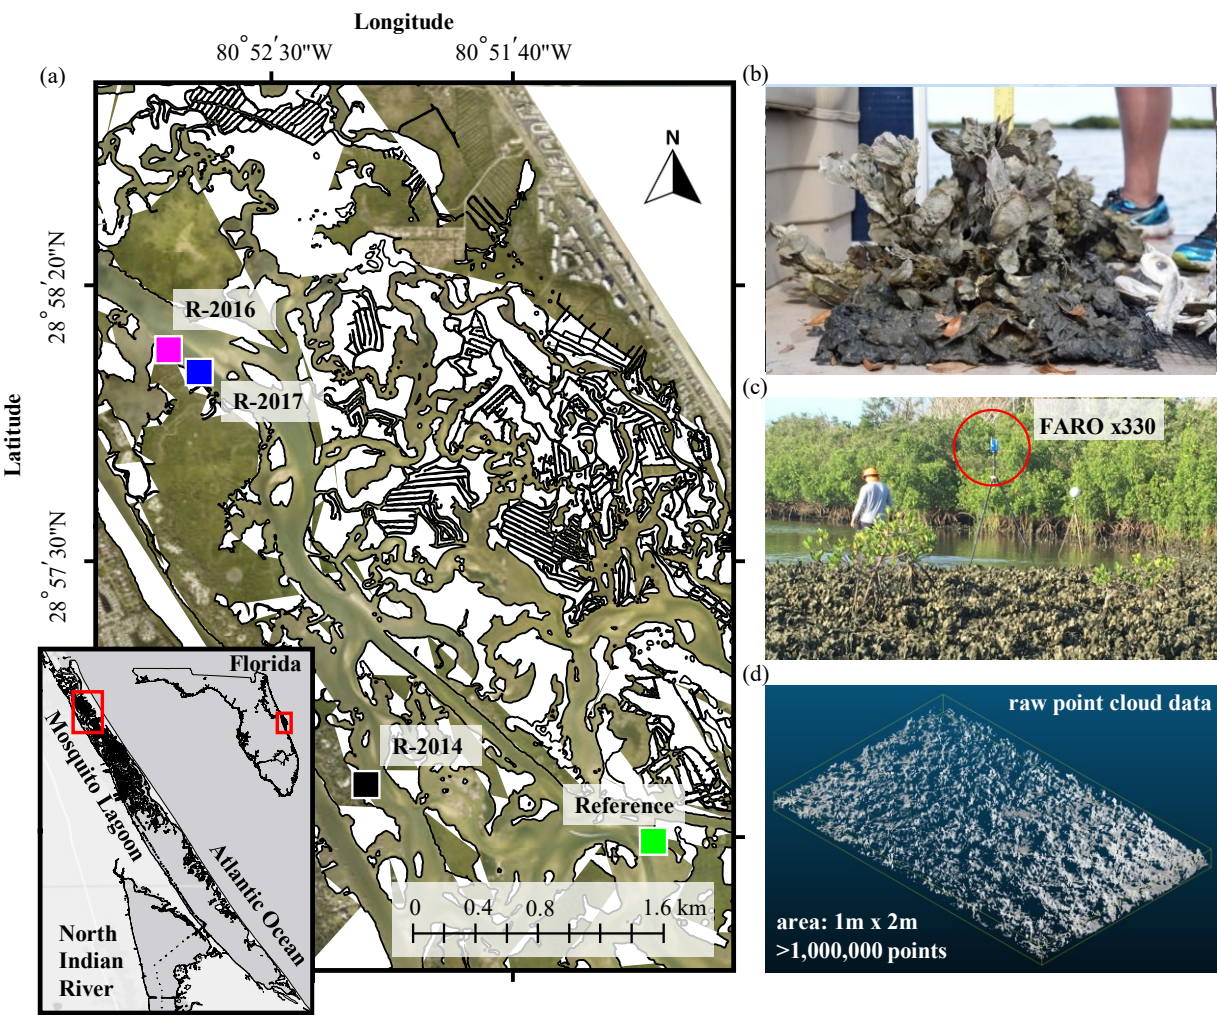 Longitude
80°52′30"W
80°51′40"W
(a)
N
28°58′20"N
Latitude
28°57′30"N
R-2016
R-2017
R-2014
Reference
0 0.4 0.8 1.6 km
Florida
Mosquito Lagoon
Atlantic Ocean
North
Indian
River
(b)
(c)
FARO x330
(d)
raw point cloud data
area: 1m x 2m
>1,000,000 points